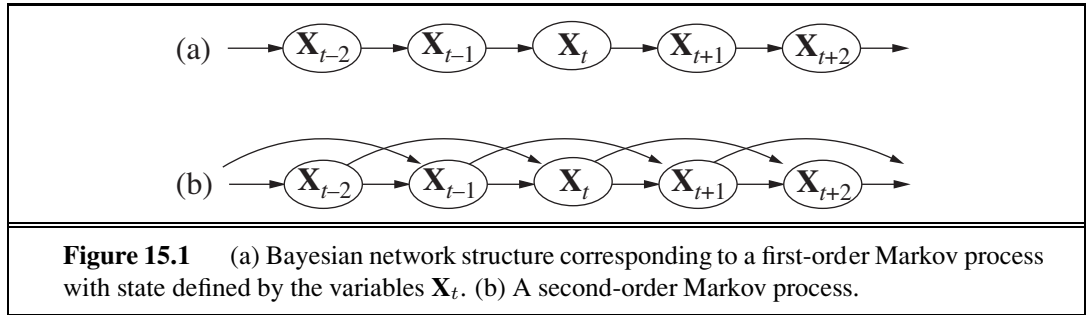 (a) X_{t–2} X_{t–1} X_t X_{t+1} X_{t+2}
(b) X_{t–2} X_{t–1} X_t X_{t+1} X_{t+2}
Figure 15.1 (a) Bayesian network structure corresponding to a first-order Markov process
with state defined by the variables X_t. (b) A second-order Markov process.